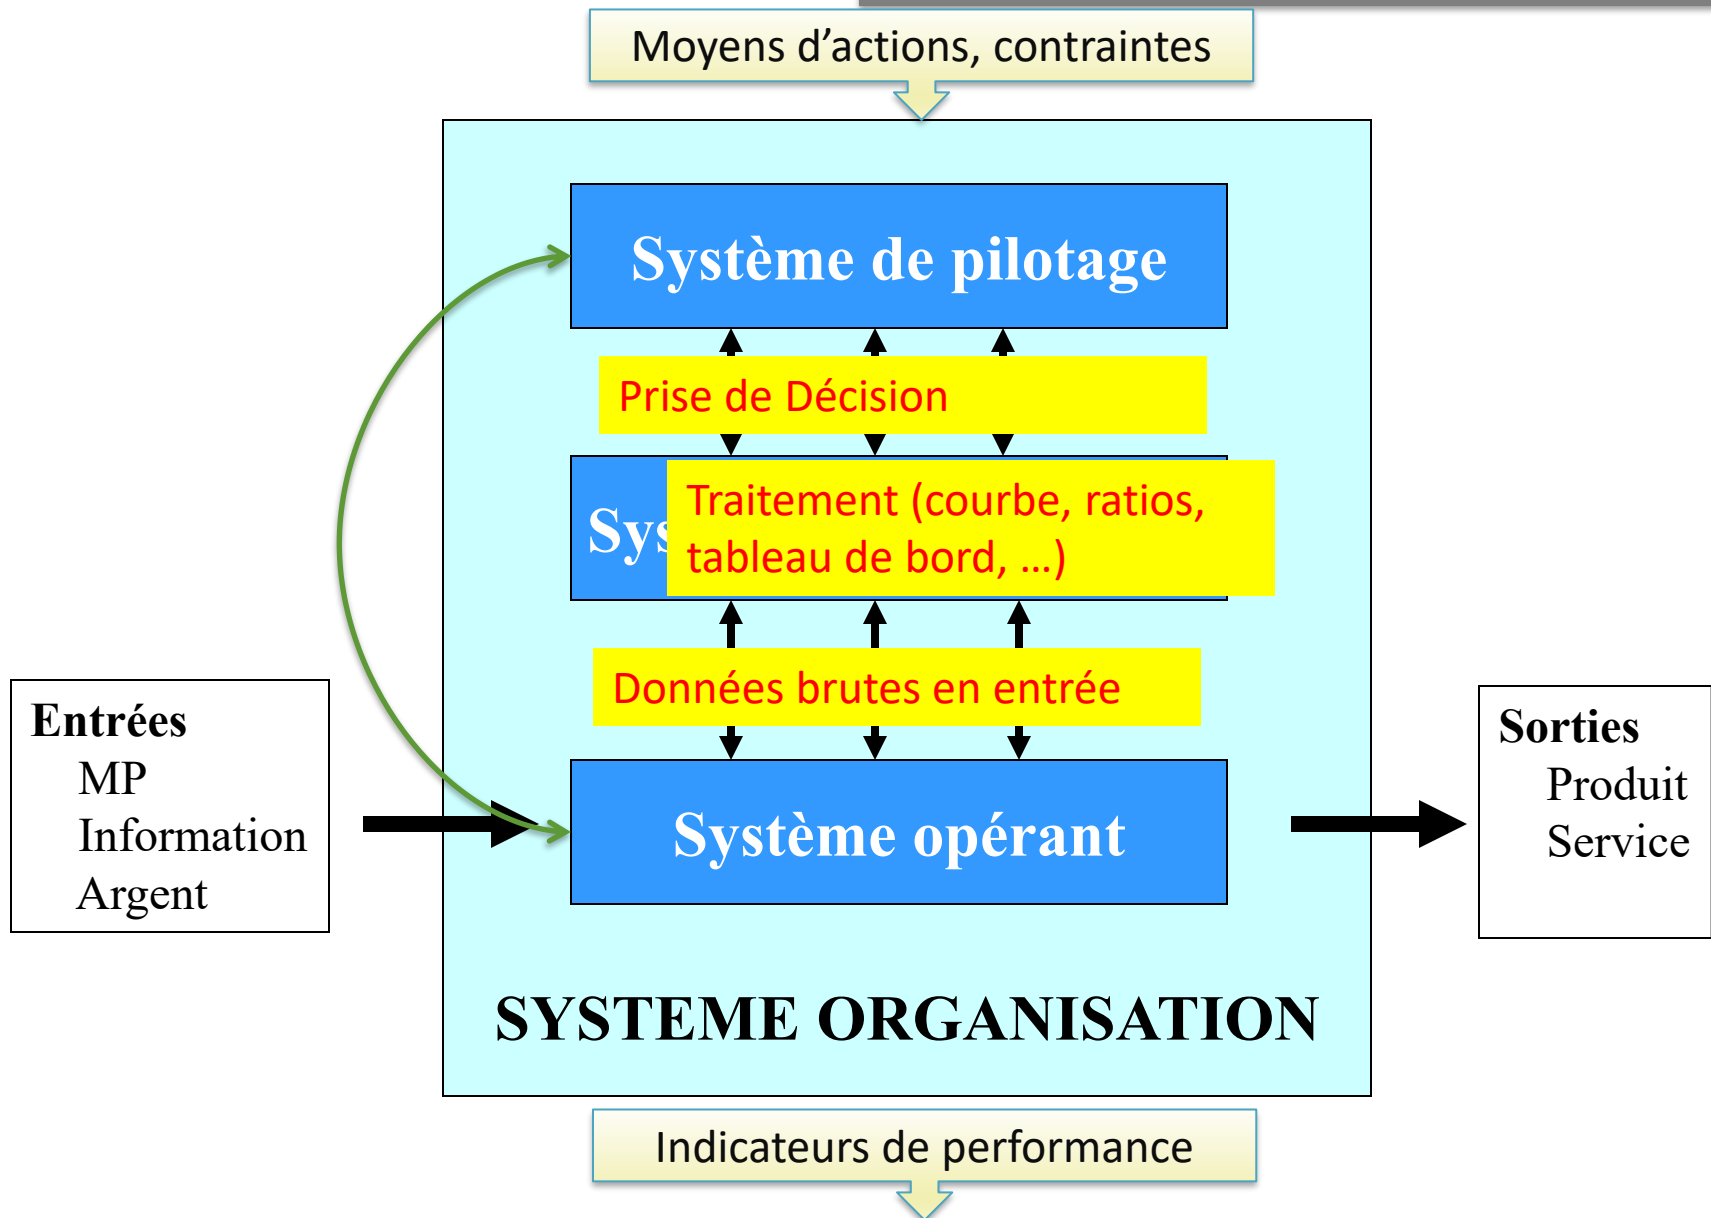 Moyens d’actions, contraintes
Système de pilotage
Prise de Décision
Traitement (courbe, ratios,
tableau de bord, ...)
Données brutes en entrée
Entrées
MP
Information
Argent
Système opérant
Sorties
Produit
Service
SYSTEME ORGANISATION
Indicateurs de performance